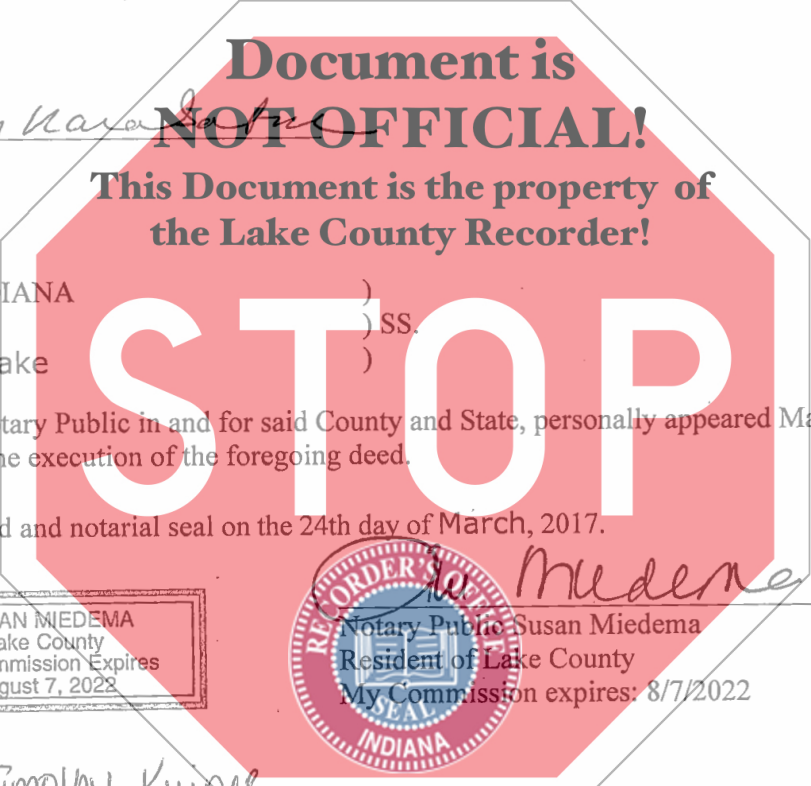 Document is
NOT OFFICIAL!
This Document is the property of
the Lake County Recorder!
IANA )
) SS.
ake )
STOP
tary Public in and for said County and State, personally appeared Ma
he execution of the foregoing deed.
d and notarial seal on the 24th day of March, 2017.
Miedema
AN MIEDEMA
ake County
mmission Expires
gust 7, 2022
Notary Public Susan Miedema
Resident of Lake County
My Commission expires: 8/7/2022
RECORDER'S OFFICE
SEAL
INDIANA